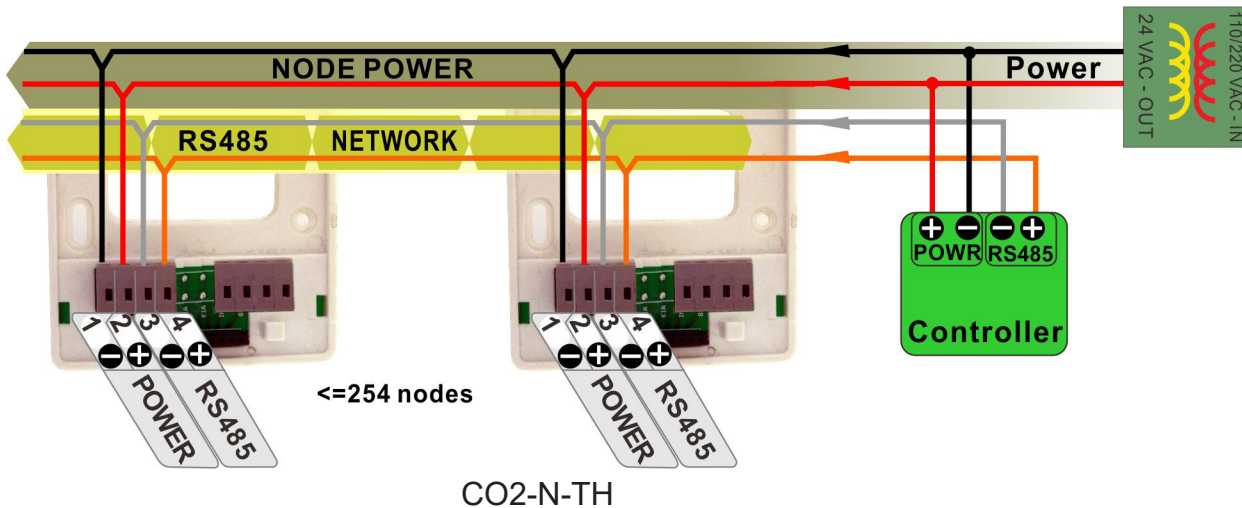 110/220 VAC - IN
24 VAC - OUT
NODE POWER
Power
RS485 NETWORK
POWR RS485
Controller
1 2 3 4
POWER
RS485
1 2 3 4
POWER
RS485
<=254 nodes
CO2-N-TH